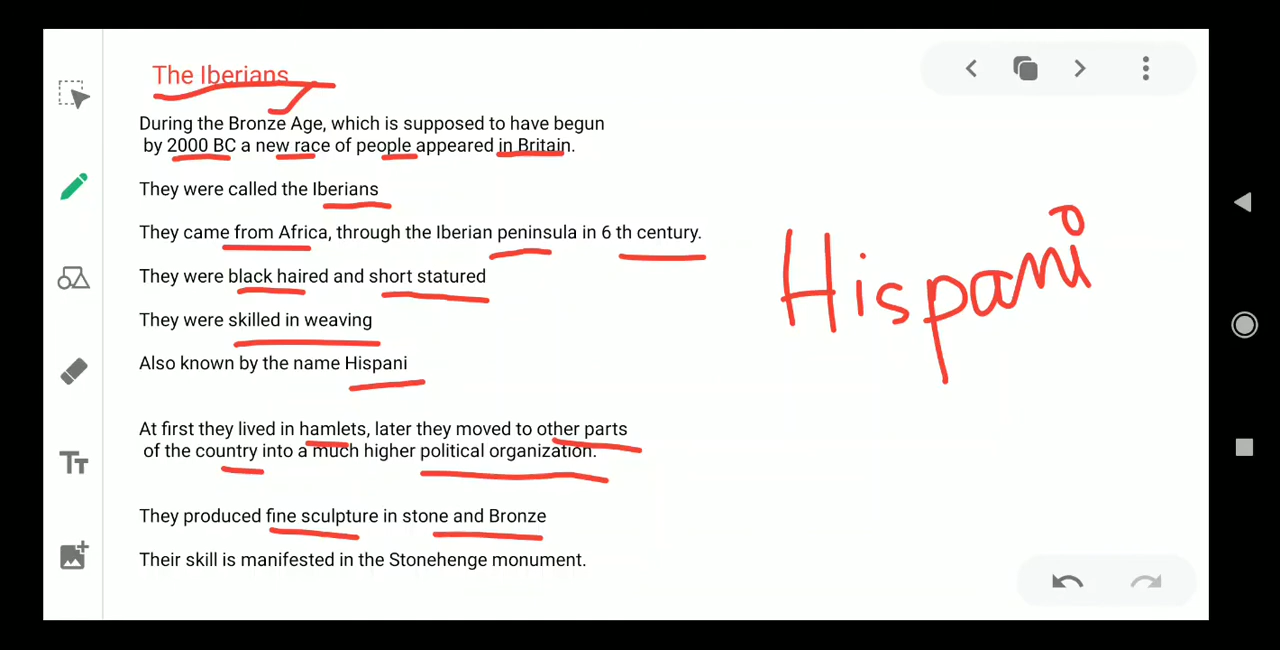 The Iberians
During the Bronze Age, which is supposed to have begun
by 2000 BC a new race of people appeared in Britain.
They were called the Iberians
They came from Africa, through the Iberian peninsula in 6 th century.
They were black haired and short statured
They were skilled in weaving
Also known by the name Hispani
At first they lived in hamlets, later they moved to other parts
of the country into a much higher political organization.
They produced fine sculpture in stone and Bronze
Their skill is manifested in the Stonehenge monument.
Hispani
TT